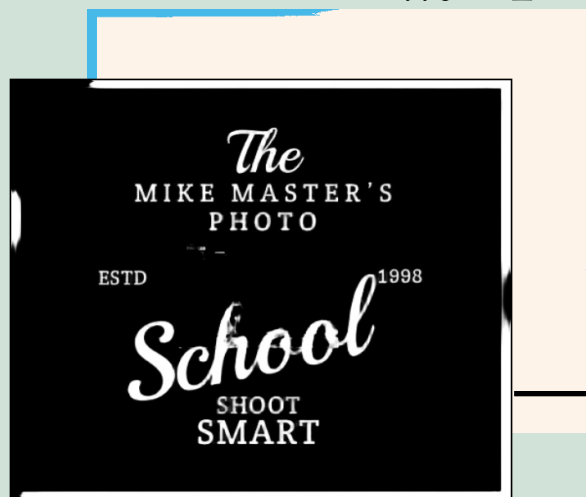 The
MIKE MASTER'S
PHOTO
ESTD
1998
School
SHOOT
SMART